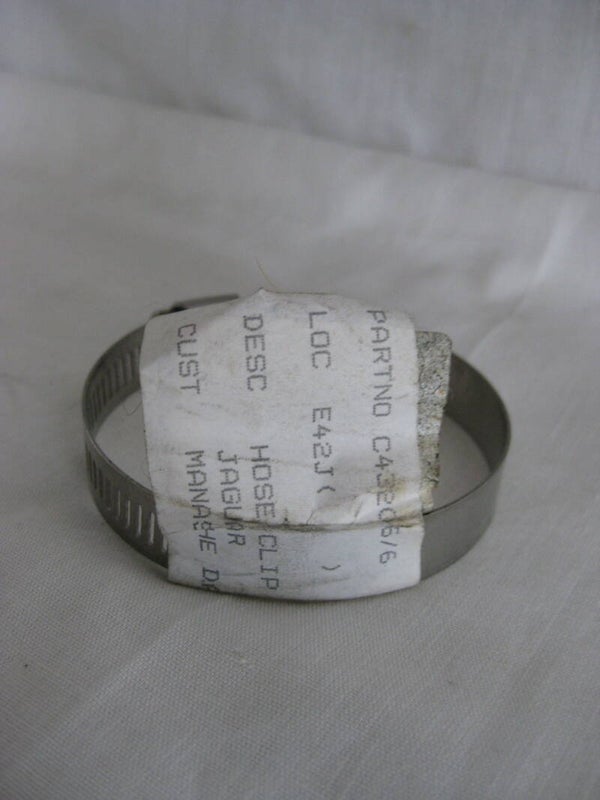 PARTNO C43206/6
LOC E42J( )
DESC HOSE CLIP
JAGUAR
CUST